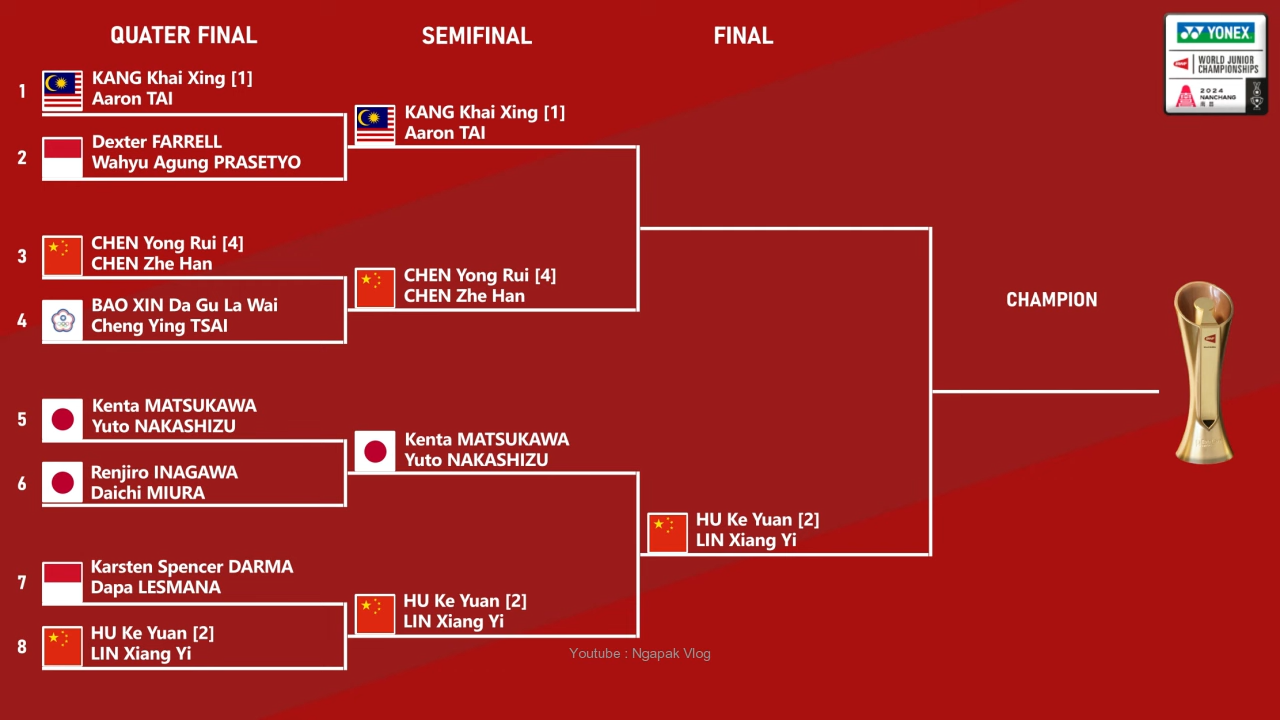 QUATER FINAL
SEMIFINAL
FINAL
YONEX
WORLD JUNIOR
CHAMPIONSHIPS
2024
NANCHANG
南昌
1
KANG Khai Xing [1]
Aaron TAI
2
Dexter FARRELL
Wahyu Agung PRASETYO
KANG Khai Xing [1]
Aaron TAI
3
CHEN Yong Rui [4]
CHEN Zhe Han
4
BAO XIN Da Gu La Wai
Cheng Ying TSAI
CHEN Yong Rui [4]
CHEN Zhe Han
5
Kenta MATSUKAWA
Yuto NAKASHIZU
6
Renjiro INAGAWA
Daichi MIURA
Kenta MATSUKAWA
Yuto NAKASHIZU
7
Karsten Spencer DARMA
Dapa LESMANA
8
HU Ke Yuan [2]
LIN Xiang Yi
HU Ke Yuan [2]
LIN Xiang Yi
HU Ke Yuan [2]
LIN Xiang Yi
CHAMPION
Youtube : Ngapak Vlog